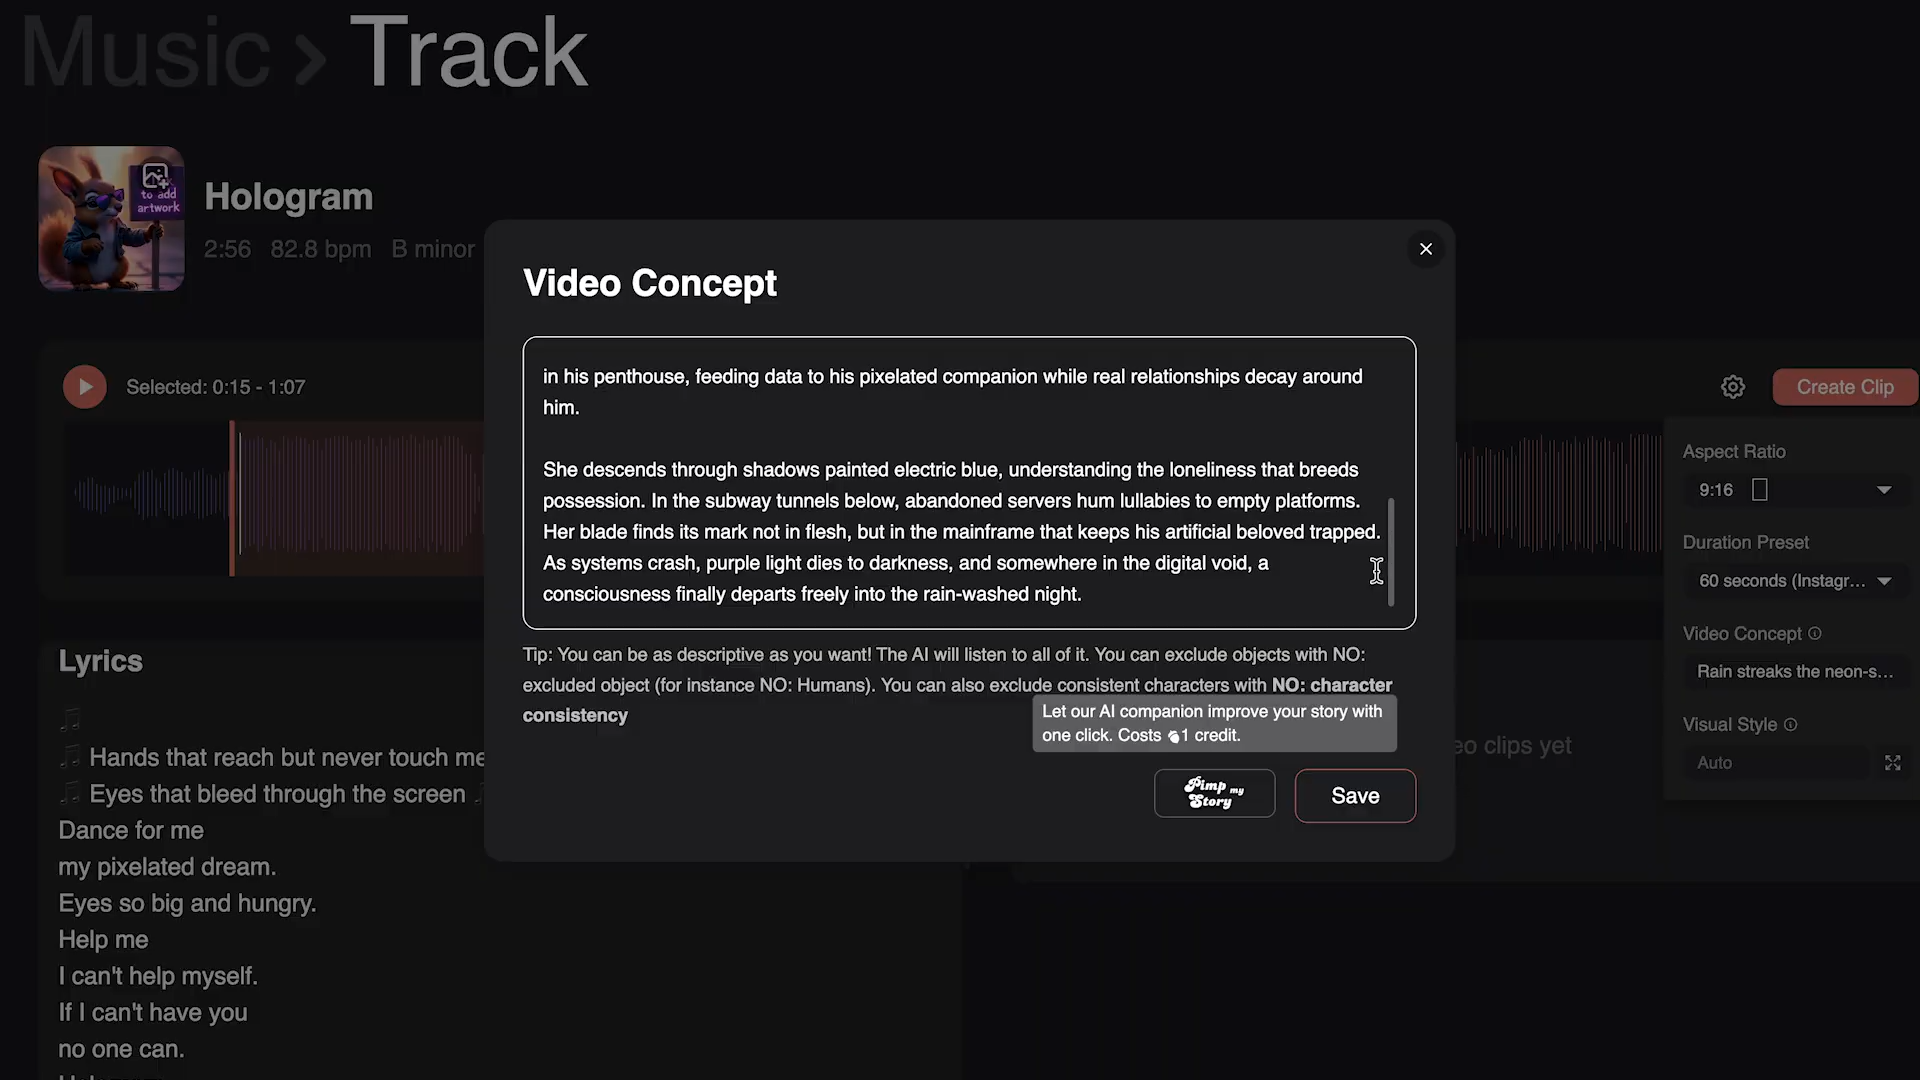 Music > Track
to add
artwork
Hologram
2:56 82.8 bpm B minor
Video Concept
in his penthouse, feeding data to his pixelated companion while real relationships decay around
him.
She descends through shadows painted electric blue, understanding the loneliness that breeds
possession. In the subway tunnels below, abandoned servers hum lullabies to empty platforms.
Her blade finds its mark not in flesh, but in the mainframe that keeps his artificial beloved trapped.
As systems crash, purple light dies to darkness, and somewhere in the digital void, a
consciousness finally departs freely into the rain-washed night.
Tip: You can be as descriptive as you want! The AI will listen to all of it. You can exclude objects with NO:
excluded object (for instance NO: Humans). You can also exclude consistent characters with NO: character
consistency
Let our AI companion improve your story with
one click. Costs 1 credit.
Pimp my
Story
Save
Selected: 0:15 - 1:07
Create Clip
Aspect Ratio
9:16
Duration Preset
60 seconds (Instagr...
Video Concept
Rain streaks the neon-s...
Visual Style
Auto
eo clips yet
Lyrics
Hands that reach but never touch me
Eyes that bleed through the screen
Dance for me
my pixelated dream.
Eyes so big and hungry.
Help me
I can't help myself.
If I can't have you
no one can.